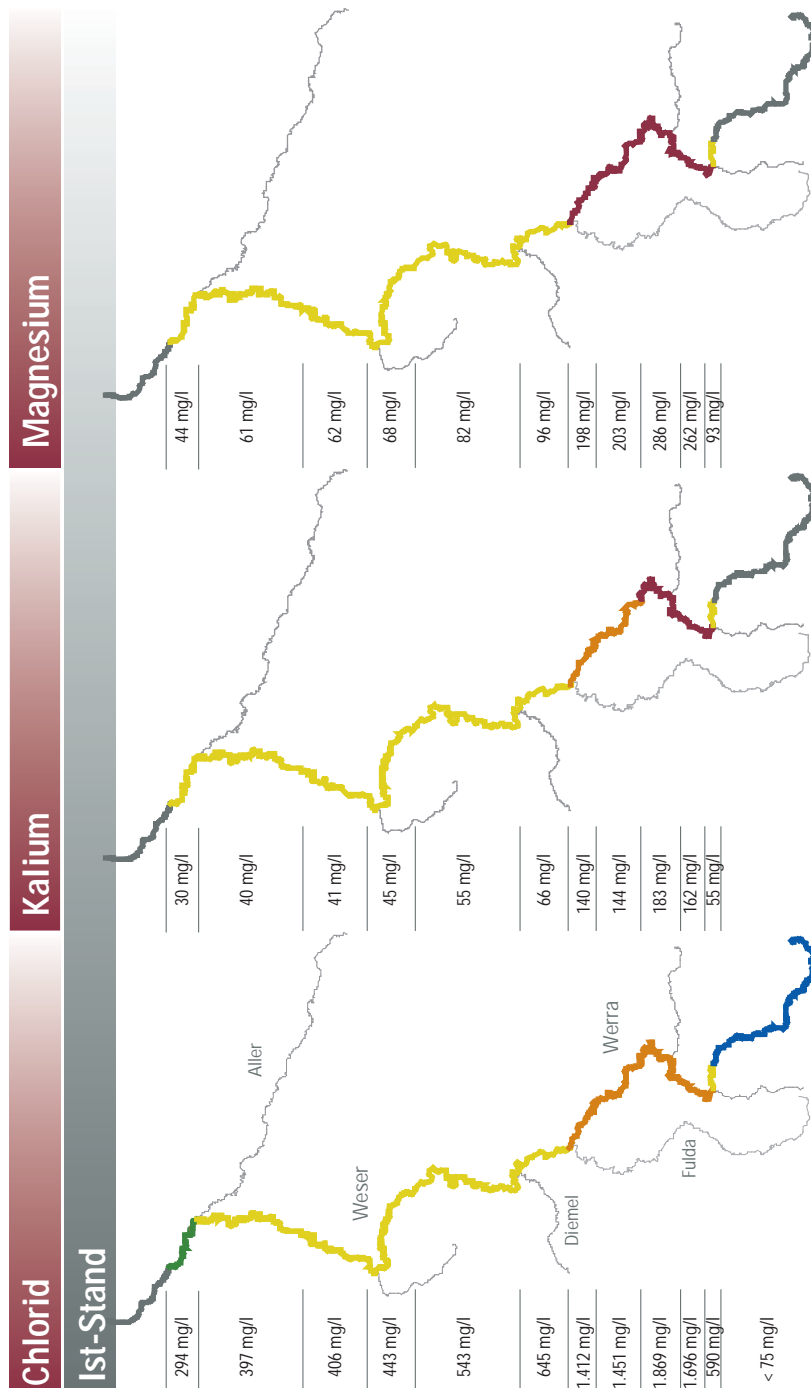 Chlorid
Kalium
Magnesium
Ist-Stand
294 mg/l
397 mg/l
406 mg/l
443 mg/l
543 mg/l
645 mg/l
1.412 mg/l
1.451 mg/l
1.869 mg/l
1.696 mg/l
590 mg/l
< 75 mg/l
Aller
Weser
Diemel
Werra
Fulda
30 mg/l
40 mg/l
41 mg/l
45 mg/l
55 mg/l
66 mg/l
140 mg/l
144 mg/l
183 mg/l
162 mg/l
55 mg/l
44 mg/l
61 mg/l
62 mg/l
68 mg/l
82 mg/l
96 mg/l
198 mg/l
203 mg/l
286 mg/l
262 mg/l
93 mg/l